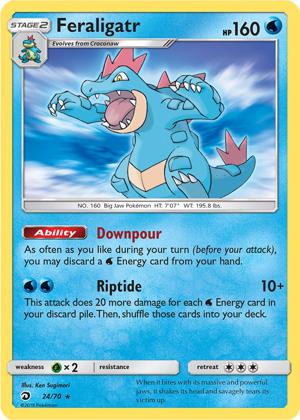 STAGE 2 Feraligatr HP 160
Evolves from Croconaw
NO. 160 Big Jaw Pokémon HT: 7'07" WT: 195.8 lbs.
Ability Downpour
As often as you like during your turn (before your attack),
you may discard a Energy card from your hand.
Riptide 10+
This attack does 20 more damage for each Energy card in
your discard pile. Then, shuffle those cards into your deck.
weakness ×2 resistance retreat
Illus. Ken Sugimori
24/70 ★
©2018 Pokémon
When it bites with its massive and powerful
jaws, it shakes its head and savagely tears its
victim up.